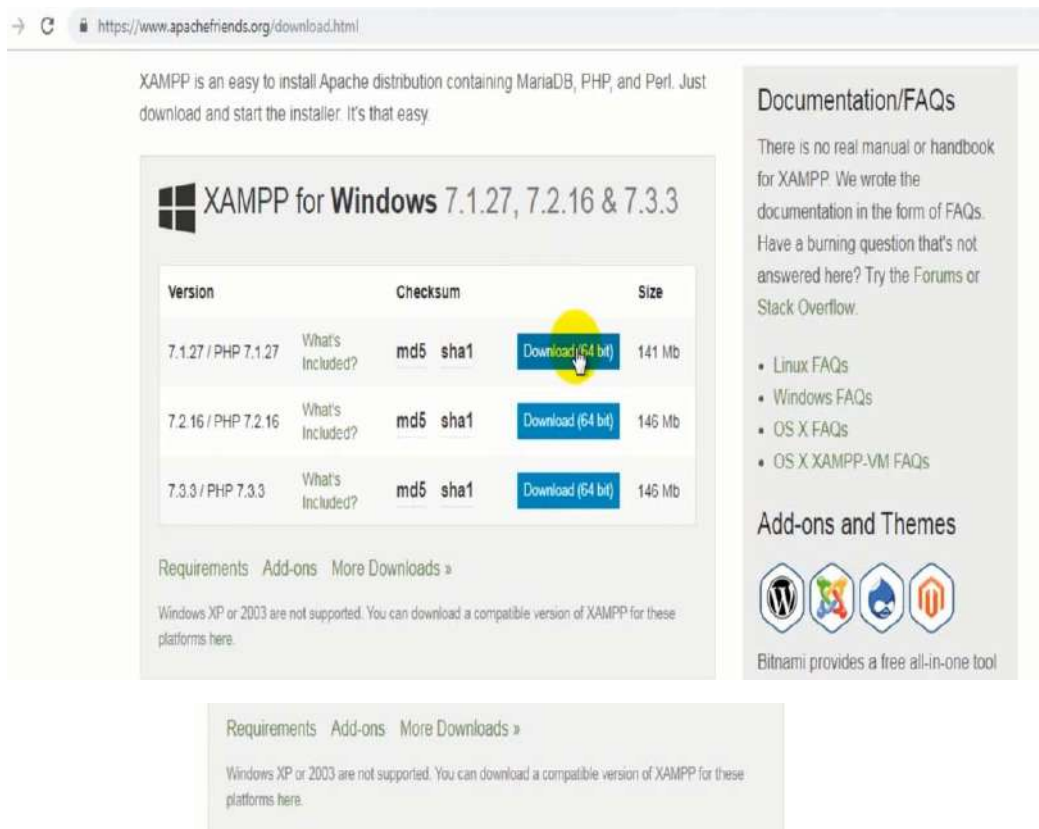 https://www.apachefriends.org/download.html
XAMPP is an easy to install Apache distribution containing MariaDB, PHP, and Perl. Just
download and start the installer. It's that easy.
XAMPP for Windows 7.1.27, 7.2.16 & 7.3.3
Version Checksum Size
7.1.27 / PHP 7.1.27 What's Included? md5 sha1 Download (64 bit) 141 Mb
7.2.16 / PHP 7.2.16 What's Included? md5 sha1 Download (64 bit) 146 Mb
7.3.3 / PHP 7.3.3 What's Included? md5 sha1 Download (64 bit) 146 Mb
Requirements Add-ons More Downloads »
Windows XP or 2003 are not supported. You can download a compatible version of XAMPP for these
platforms here.
Documentation/FAQs
There is no real manual or handbook
for XAMPP. We wrote the
documentation in the form of FAQs.
Have a burning question that's not
answered here? Try the Forums or
Stack Overflow.
• Linux FAQs
• Windows FAQs
• OS X FAQs
• OS X XAMPP-VM FAQs
Add-ons and Themes
Bitnami provides a free all-in-one tool
Requirements Add-ons More Downloads »
Windows XP or 2003 are not supported. You can download a compatible version of XAMPP for these
platforms here.